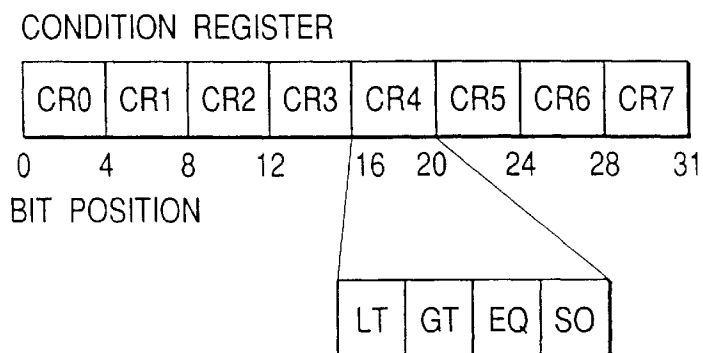 CONDITION REGISTER
CR0 CR1 CR2 CR3 CR4 CR5 CR6 CR7
0 4 8 12 16 20 24 28 31
BIT POSITION
LT GT EQ SO